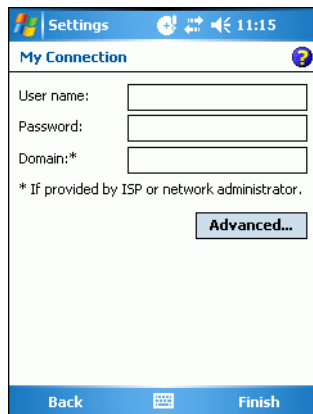 Settings 11:15
My Connection
User name:
Password:
Domain:*
* If provided by ISP or network administrator.
Advanced...
Back Finish